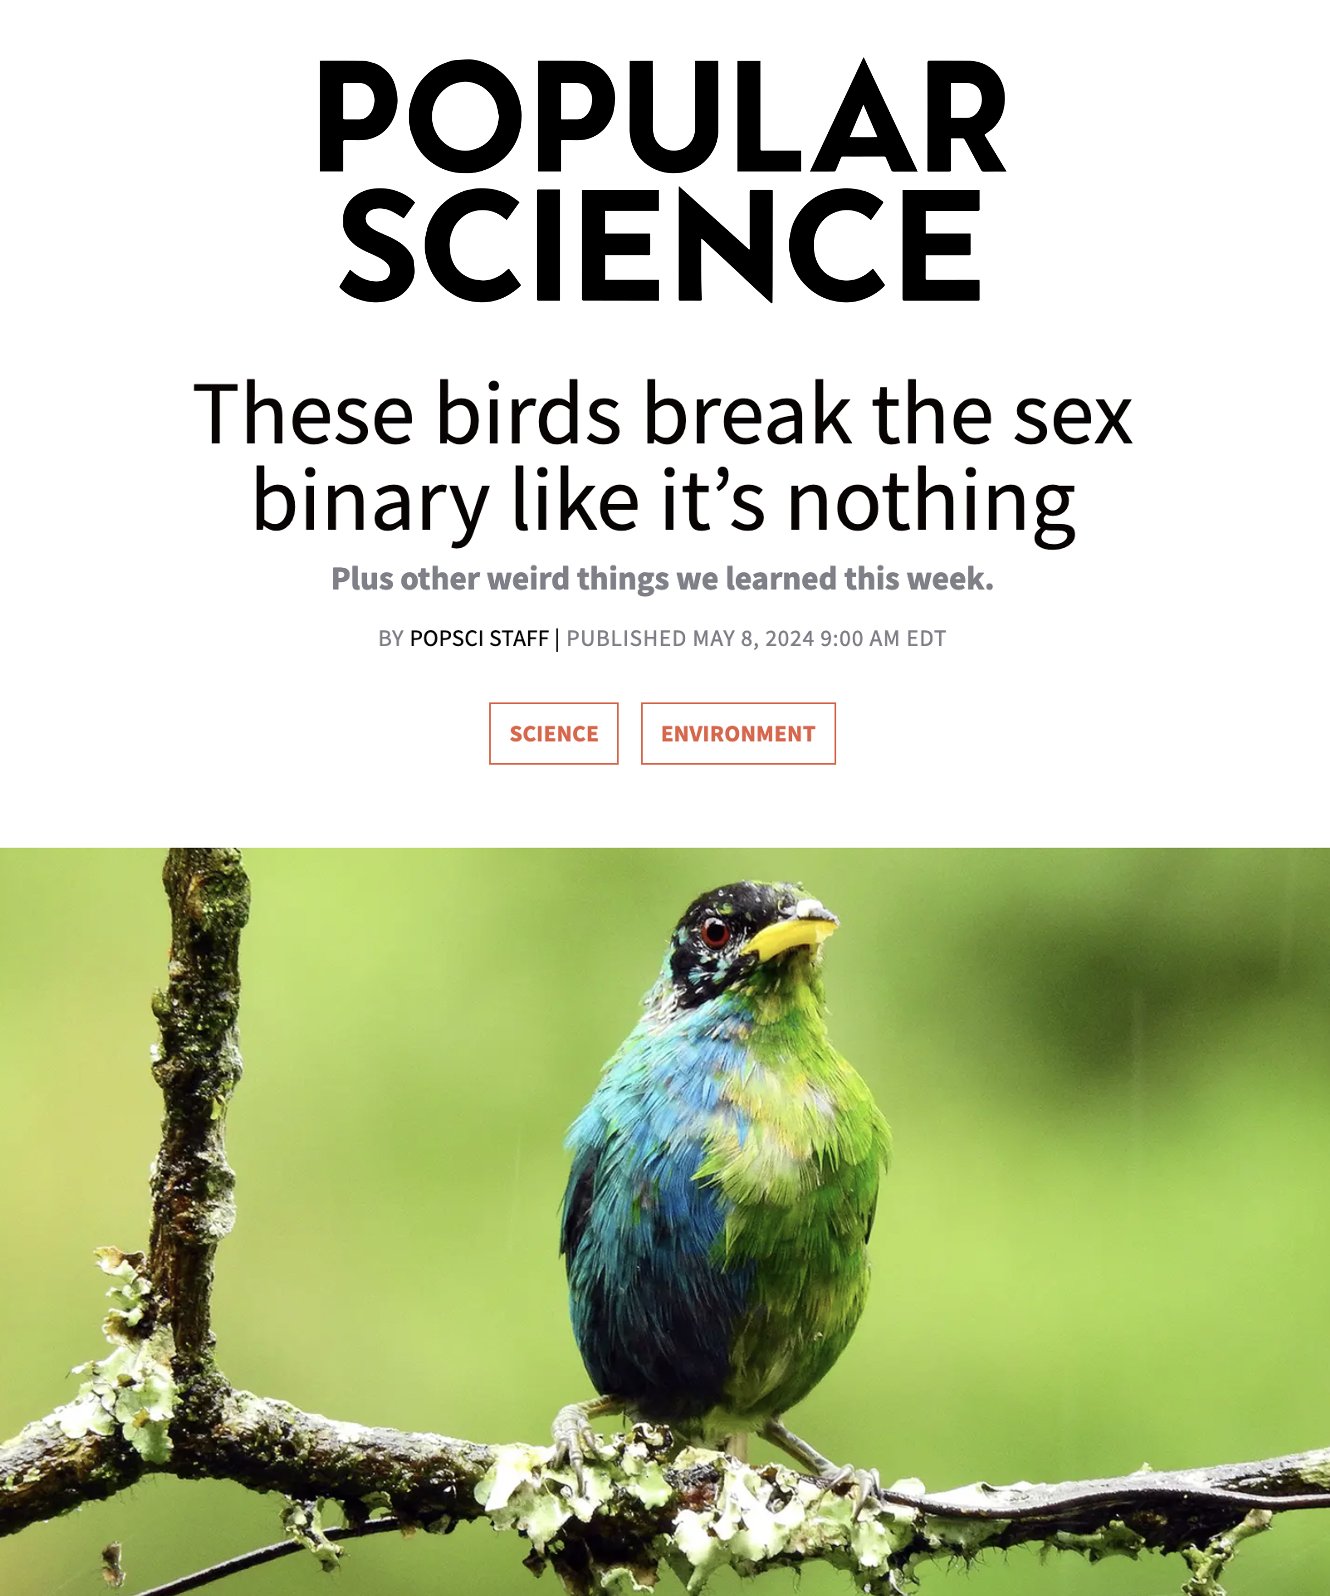 POPULAR
SCIENCE
These birds break the sex
binary like it’s nothing
Plus other weird things we learned this week.
BY POPSCI STAFF | PUBLISHED MAY 8, 2024 9:00 AM EDT
SCIENCE
ENVIRONMENT